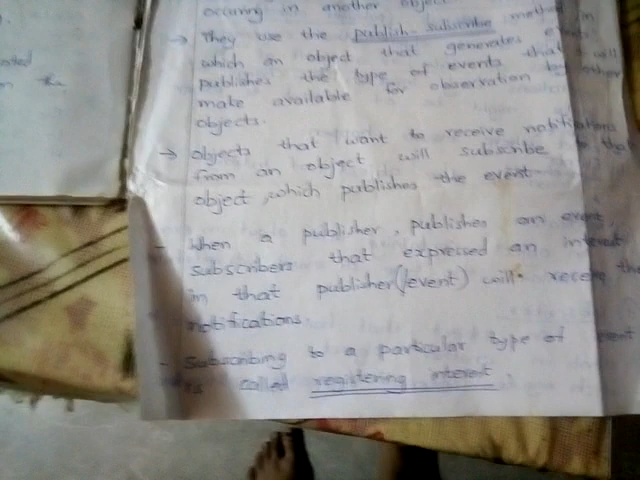 occuring in another object
→ They use the publish-subscribe method in
which an object that generates events
publishes the type of events that it will
make available for observation by other
objects.
→ objects that want to receive notifications
from an object will subscribe to the
object, which publishes the event
- When a publisher, publishes an event,
subscribers that expressed an interest
in that publisher(/event) will receive the
notifications.
- Subscribing to a particular type of event
is called registering interest.